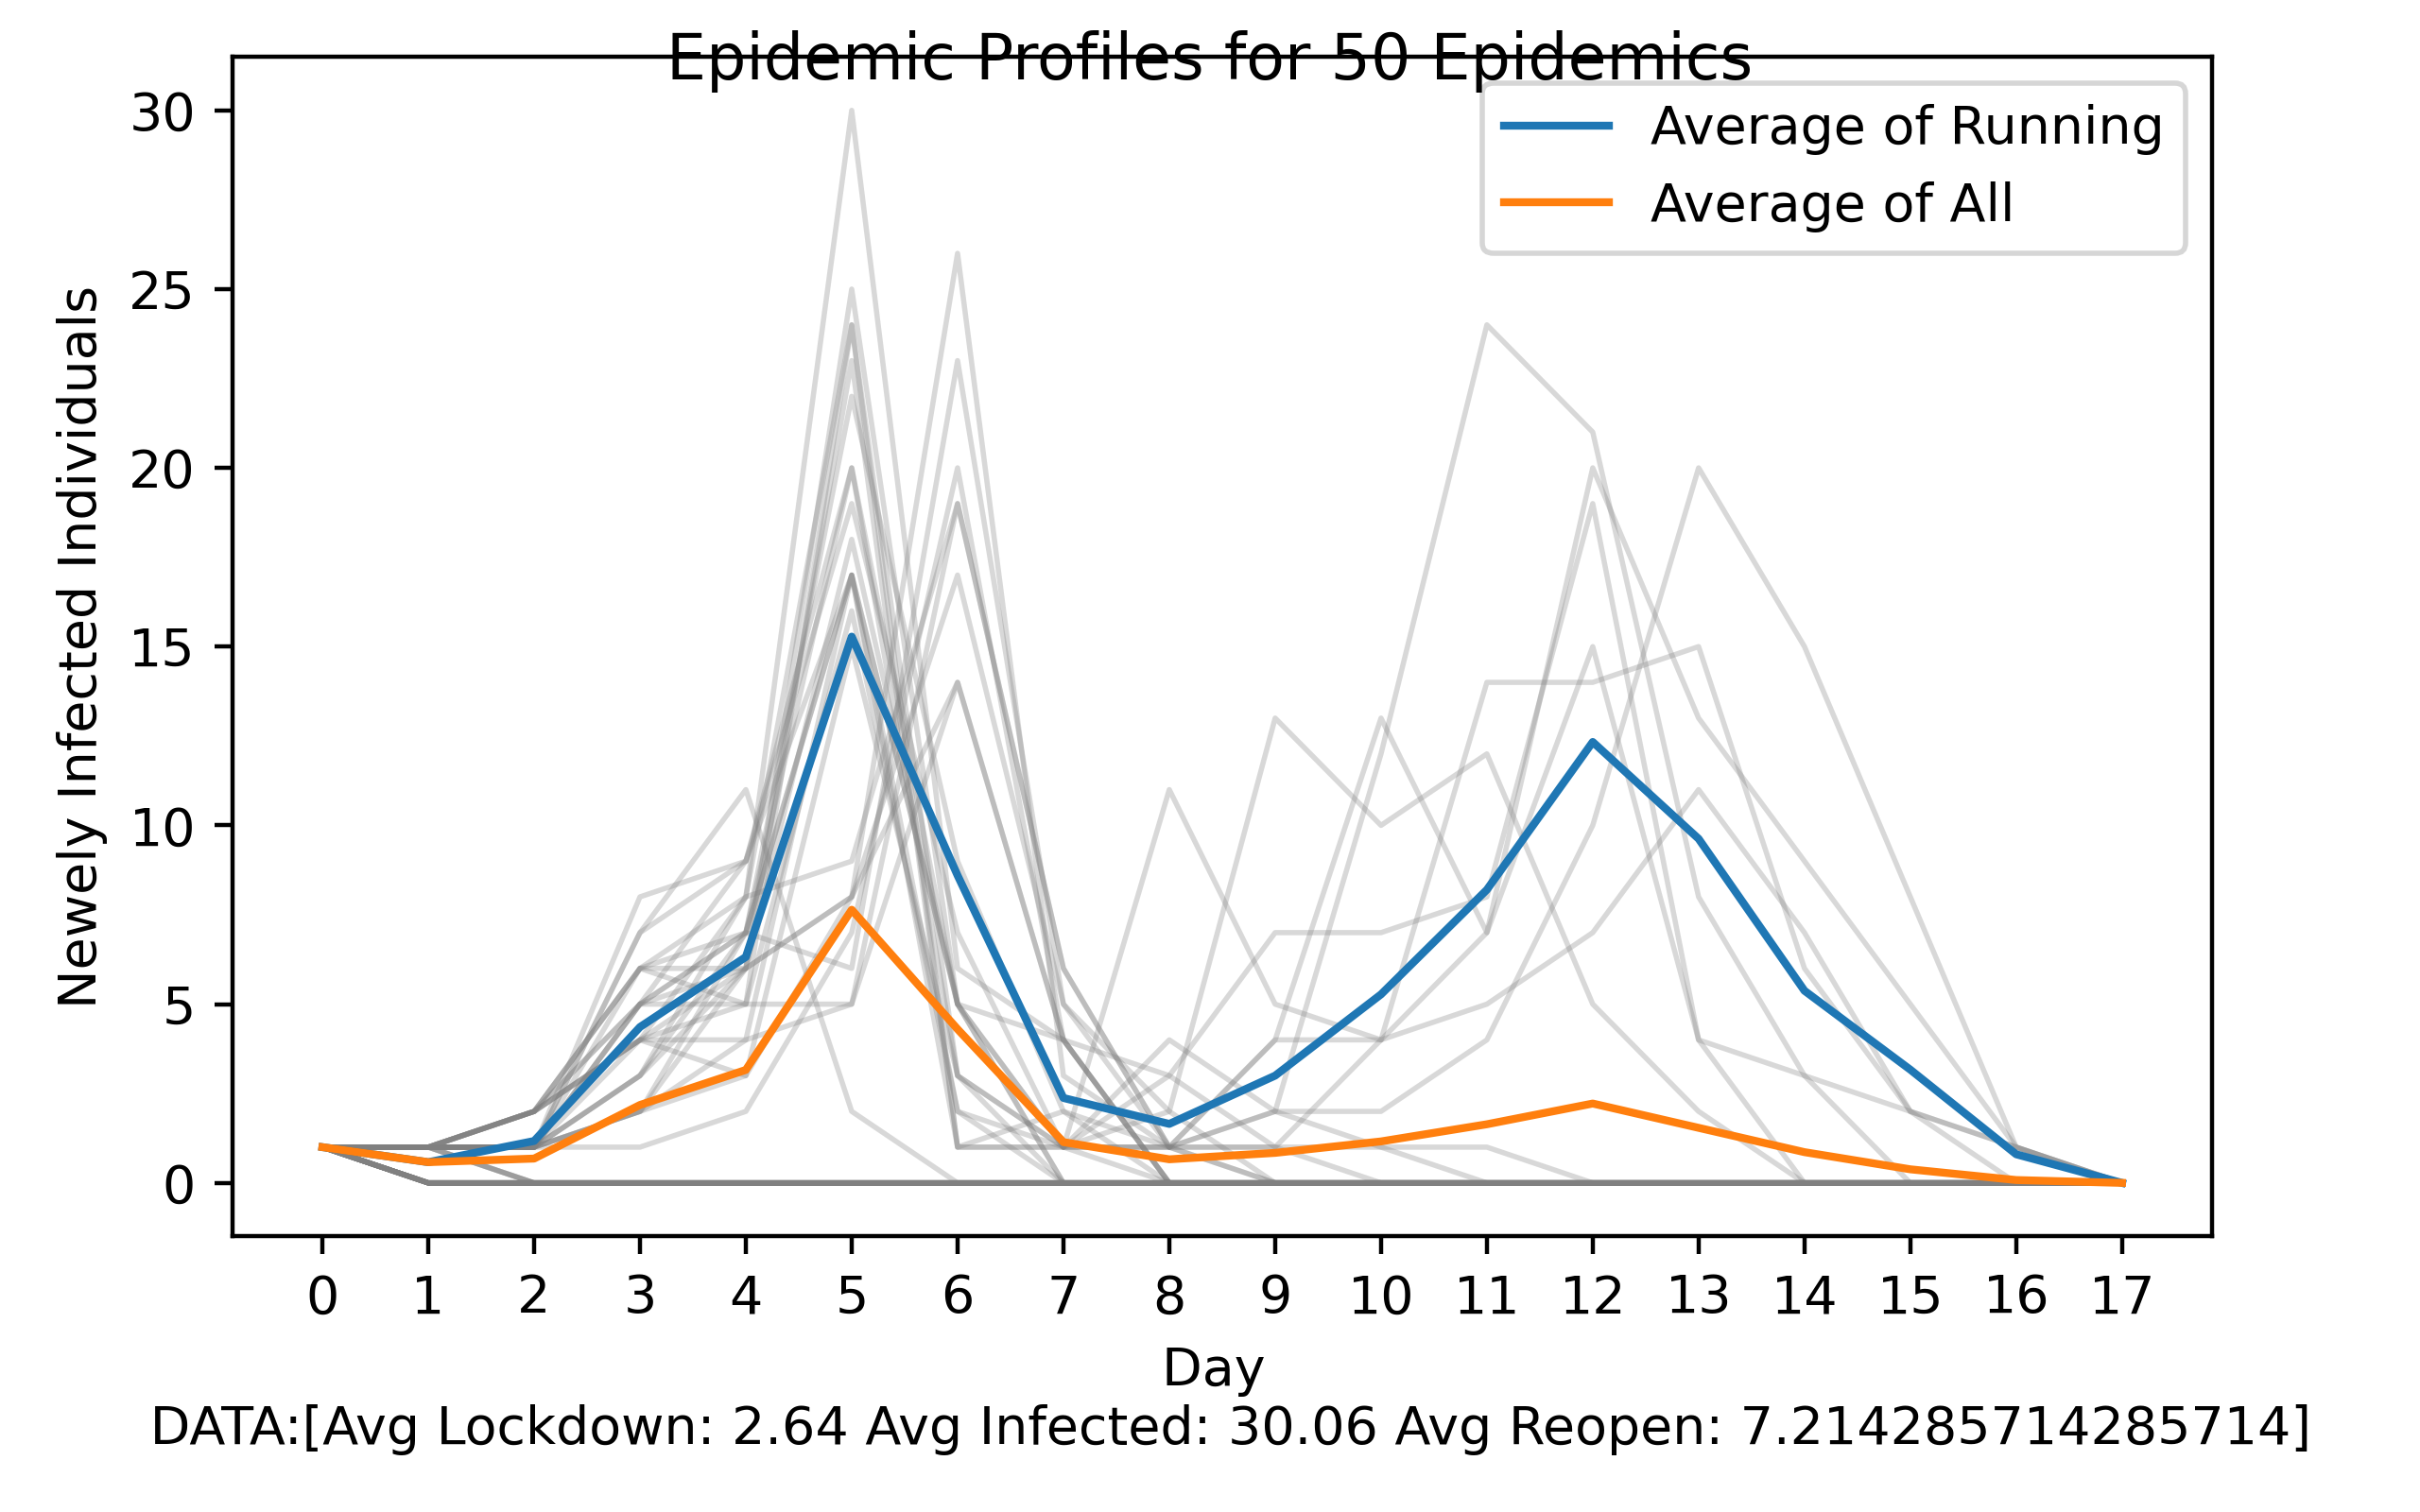 Epidemic Profiles for 50 Epidemics
Average of Running
Average of All
Newely Infected Individuals
30
25
20
15
10
5
0
0 1 2 3 4 5 6 7 8 9 10 11 12 13 14 15 16 17
Day
DATA:[Avg Lockdown: 2.64 Avg Infected: 30.06 Avg Reopen: 7.214285714285714]